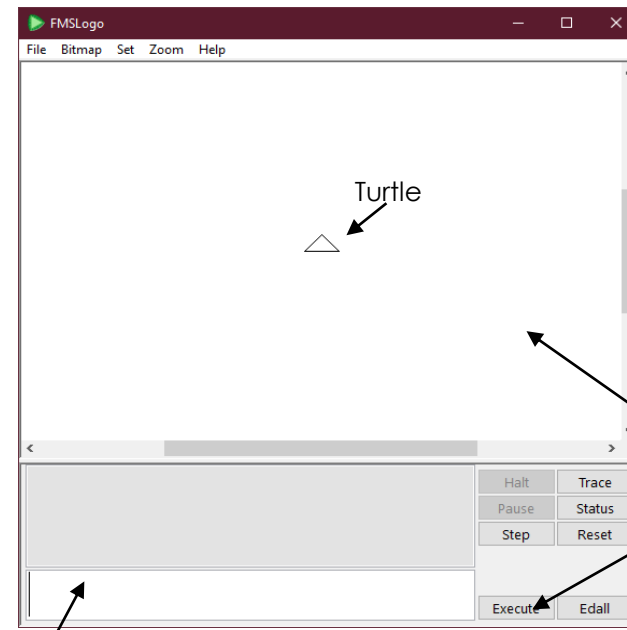 FMSLogo
File Bitmap Set Zoom Help
Turtle
Halt Trace
Pause Status
Step Reset
Execute Edall